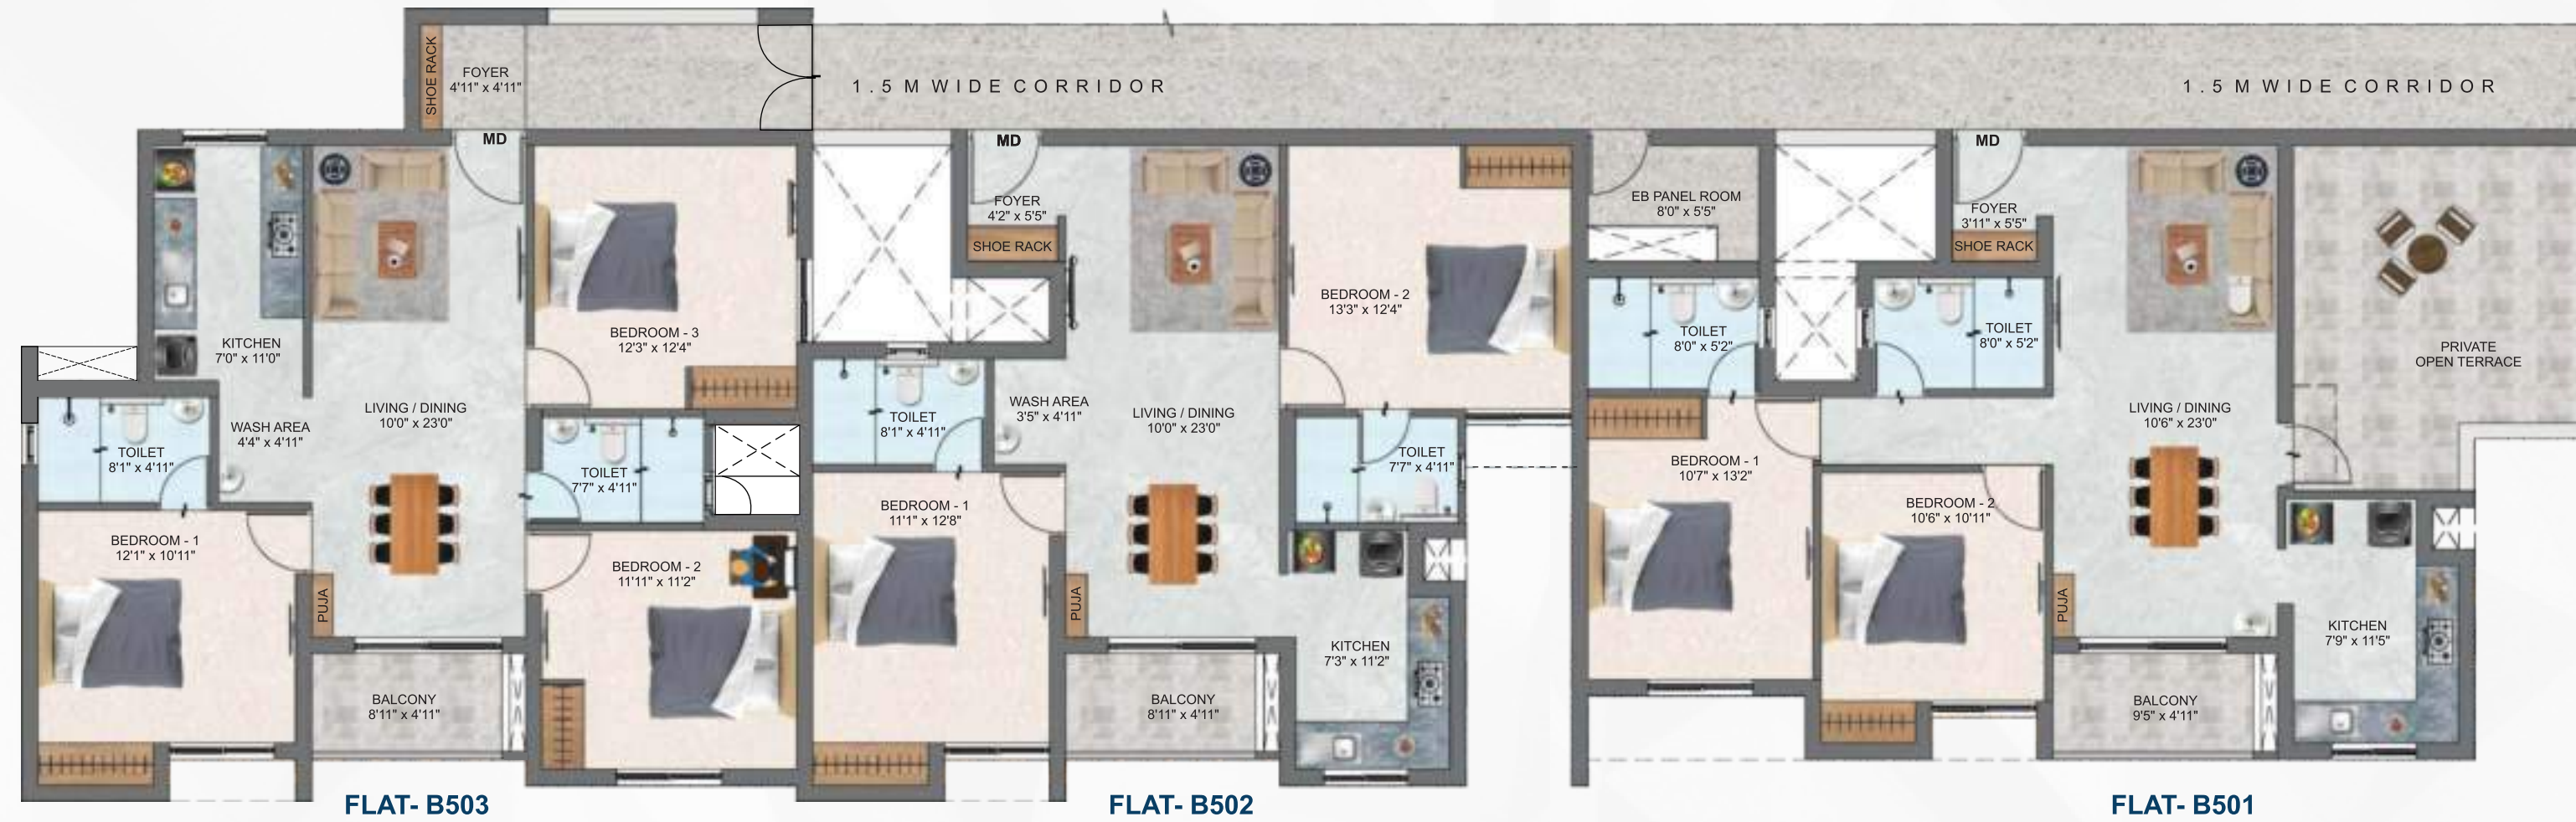 SHOE RACK
FOYER
4'11" x 4'11"
1.5 M WIDE CORRIDOR
1.5 M WIDE CORRIDOR
MD
KITCHEN
7'0" x 11'0"
LIVING / DINING
10'0" x 23'0"
WASH AREA
4'4" x 4'11"
TOILET
8'1" x 4'11"
BEDROOM - 1
12'1" x 10'11"
PUJA
BALCONY
8'11" x 4'11"
BEDROOM - 3
12'3" x 12'4"
TOILET
7'7" x 4'11"
BEDROOM - 2
11'11" x 11'2"
FLAT- B503
MD
FOYER
4'2" x 5'5"
SHOE RACK
BEDROOM - 2
13'3" x 12'4"
WASH AREA
3'5" x 4'11"
LIVING / DINING
10'0" x 23'0"
TOILET
8'1" x 4'11"
TOILET
7'7" x 4'11"
BEDROOM - 1
11'1" x 12'8"
PUJA
BALCONY
8'11" x 4'11"
KITCHEN
7'3" x 11'2"
FLAT- B502
EB PANEL ROOM
8'0" x 5'5"
MD
FOYER
3'11" x 5'5"
SHOE RACK
TOILET
8'0" x 5'2"
TOILET
8'0" x 5'2"
PRIVATE
OPEN TERRACE
LIVING / DINING
10'6" x 23'0"
BEDROOM - 1
10'7" x 13'2"
BEDROOM - 2
10'6" x 10'11"
PUJA
KITCHEN
7'9" x 11'5"
BALCONY
9'5" x 4'11"
FLAT- B501